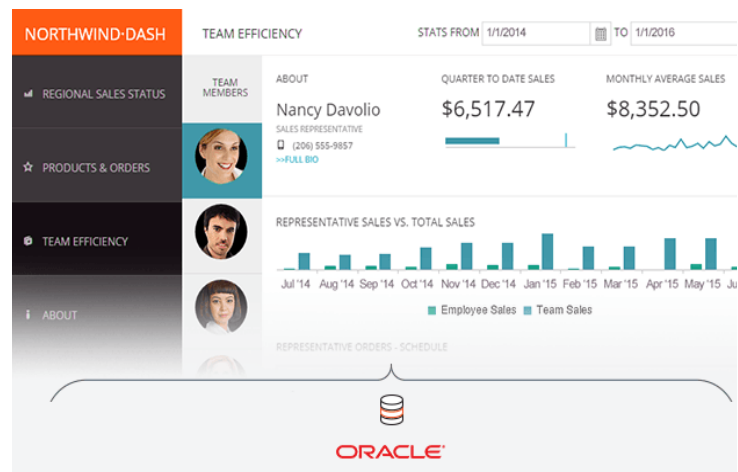 NORTHWIND·DASH
TEAM EFFICIENCY
STATS FROM 1/1/2014 TO 1/1/2016
REGIONAL SALES STATUS
PRODUCTS & ORDERS
TEAM EFFICIENCY
ABOUT
TEAM
MEMBERS
ABOUT
Nancy Davolio
SALES REPRESENTATIVE
(206) 555-9857
>>FULL BIO
QUARTER TO DATE SALES
$6,517.47
MONTHLY AVERAGE SALES
$8,352.50
REPRESENTATIVE SALES VS. TOTAL SALES
Jul '14 Aug '14 Sep '14 Oct '14 Nov '14 Dec '14 Jan '15 Feb '15 Mar '15 Apr '15 May '15 Ju
Employee Sales Team Sales
REPRESENTATIVE ORDERS - SCHEDULE
ORACLE